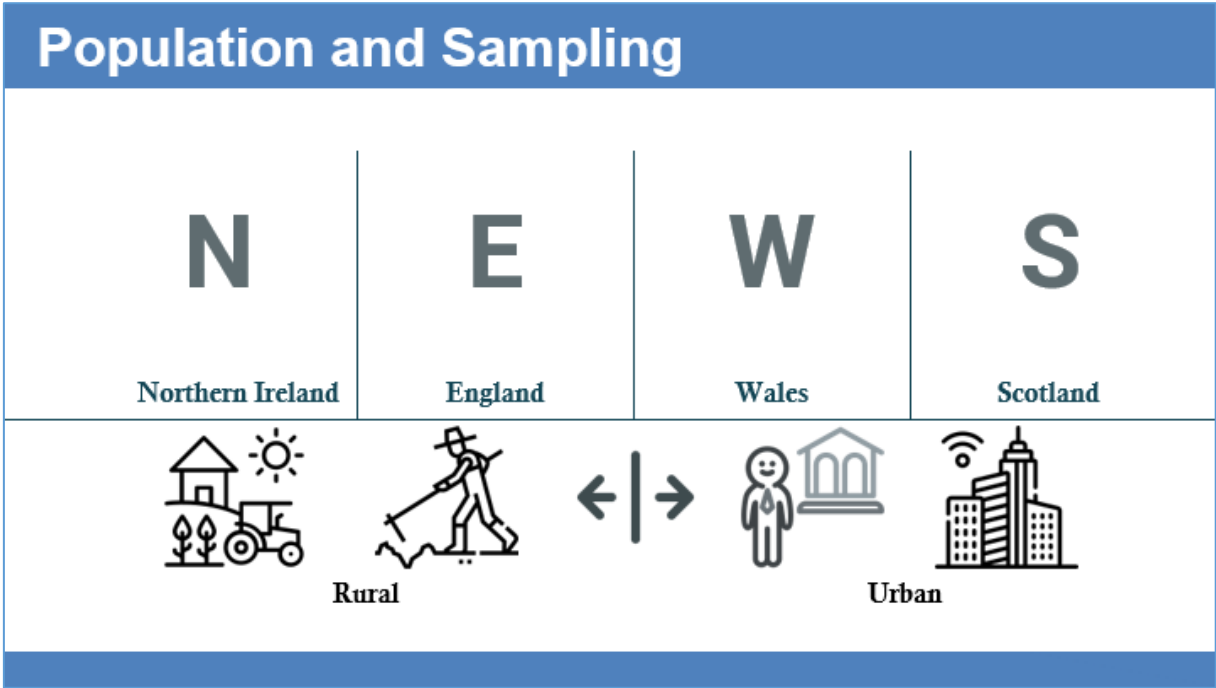 Population and Sampling
N E W S
Northern Ireland England Wales Scotland
Rural Urban